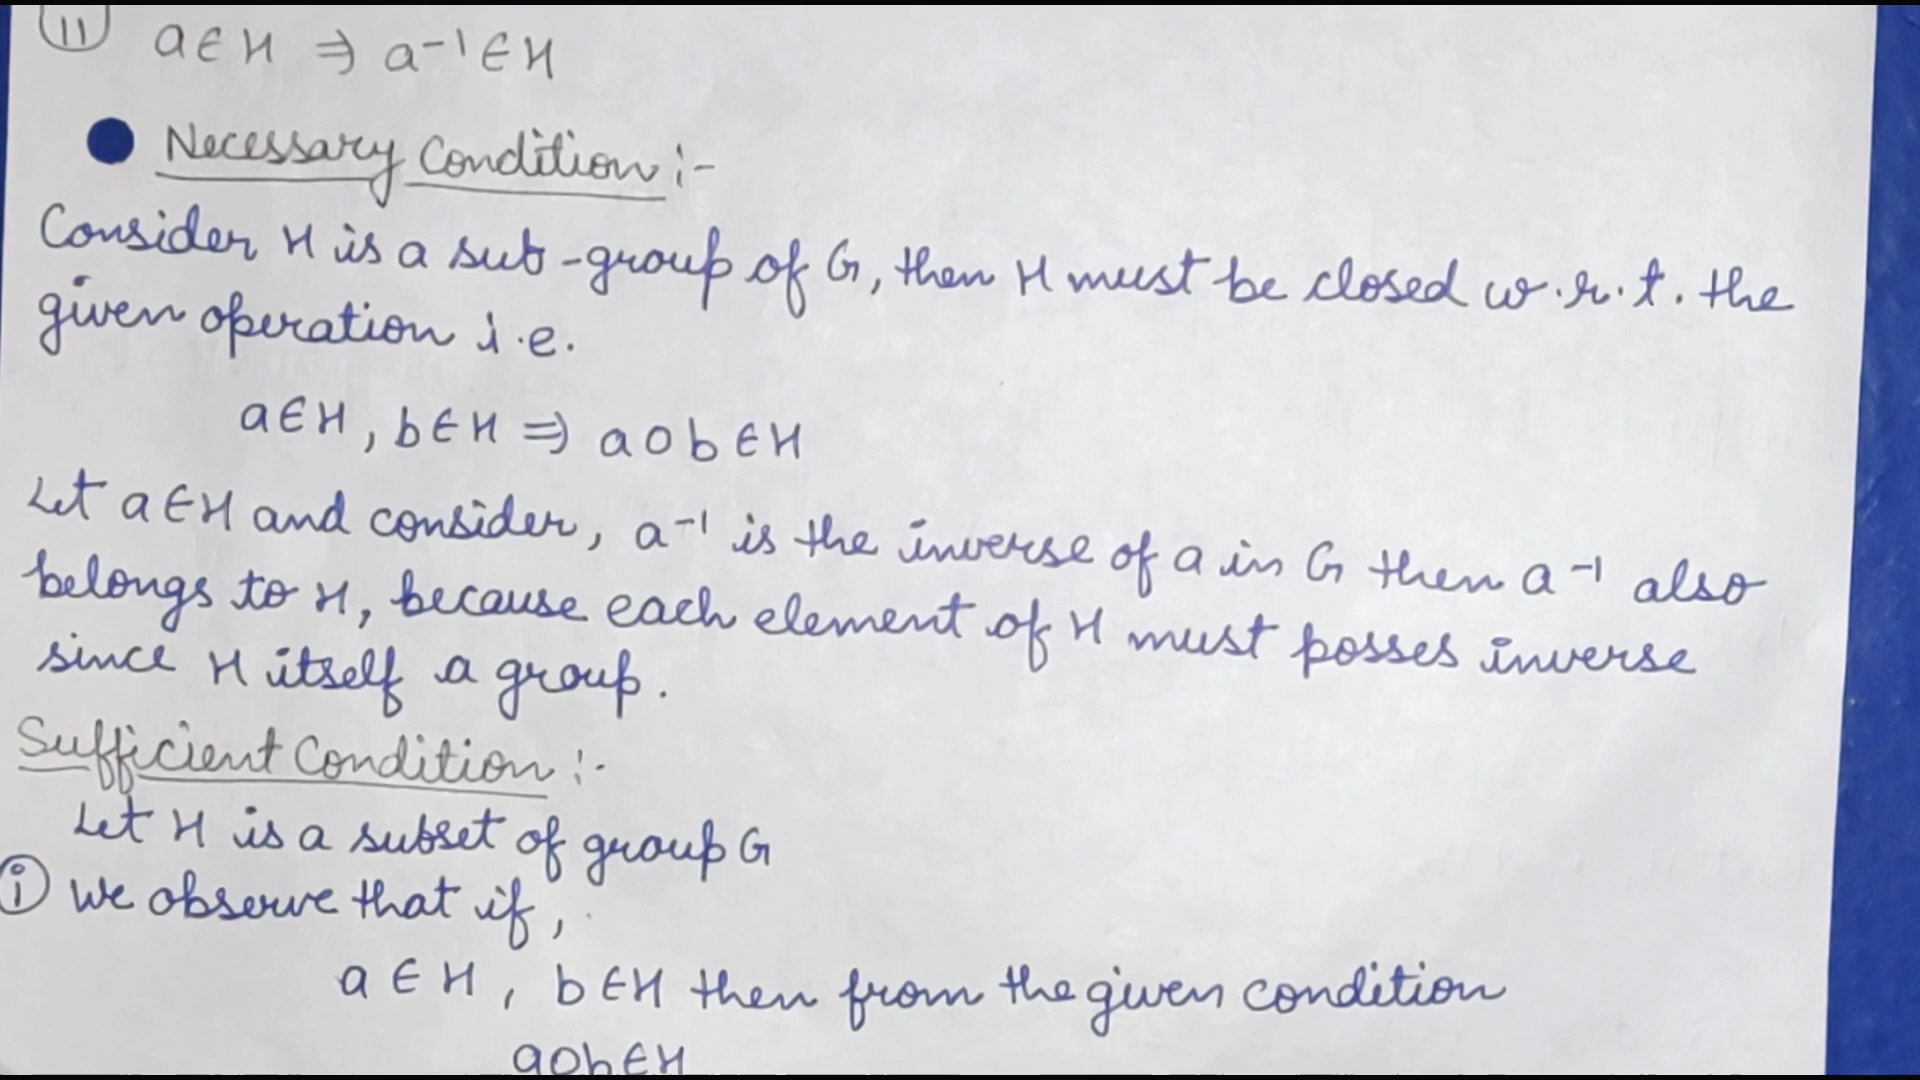 (11) a∈H ⇒ a⁻¹∈H
● Necessary Condition :-
Consider H is a sub-group of G, then H must be closed w.r.t. the
given operation i.e.
a∈H, b∈H ⇒ aob∈H
Let a∈H and consider, a⁻¹ is the inverse of a in G then a⁻¹ also
belongs to H, because each element of H must posses inverse
since H itself a group.
Sufficient Condition :-
Let H is a subset of group G
(i) We observe that if,
a∈H, b∈H then from the given condition
aob∈H